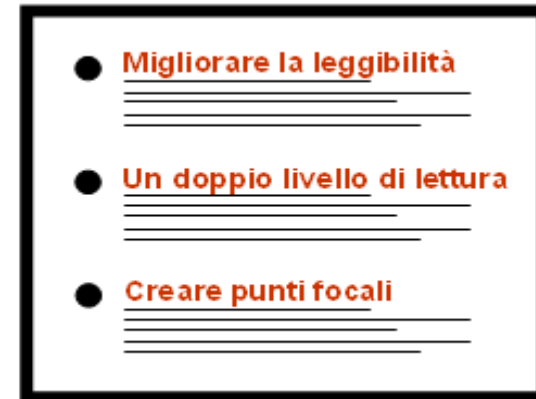 Migliorare la leggibilità
Un doppio livello di lettura
Creare punti focali